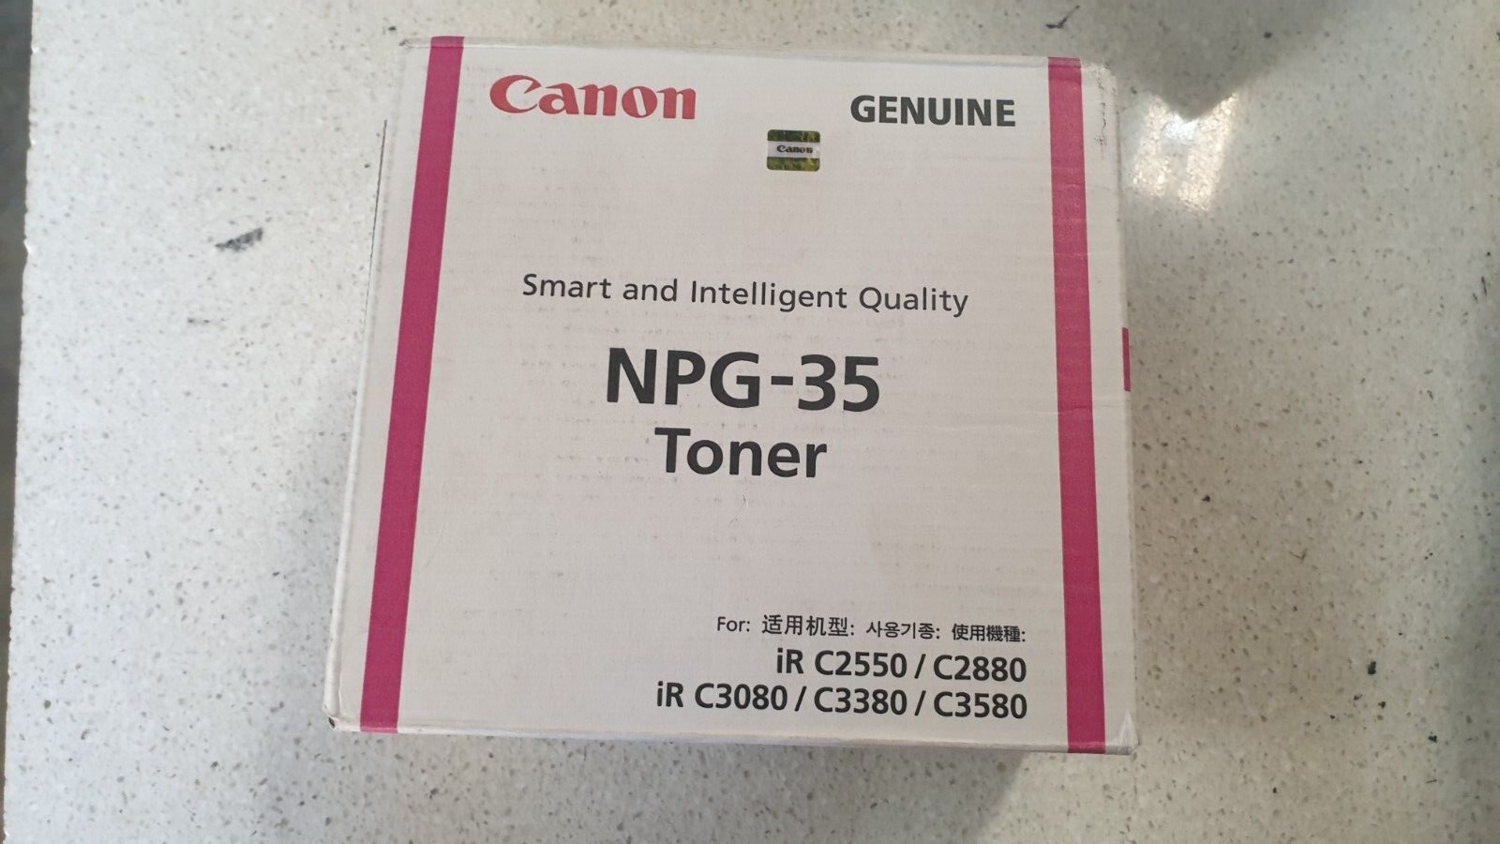 Canon GENUINE
Canon
Smart and Intelligent Quality
NPG-35
Toner
For: 适用机型: 사용기종: 使用機種:
iR C2550 / C2880
iR C3080 / C3380 / C3580